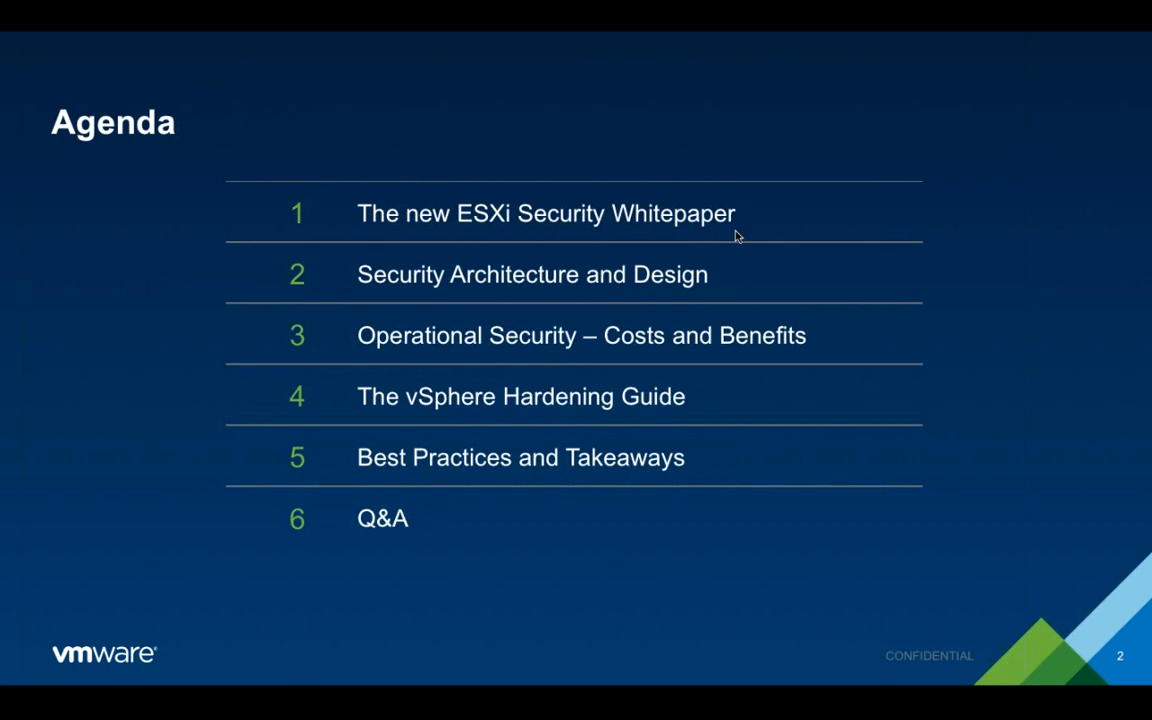 Agenda
1 The new ESXi Security Whitepaper
2 Security Architecture and Design
3 Operational Security – Costs and Benefits
4 The vSphere Hardening Guide
5 Best Practices and Takeaways
6 Q&A
vmware®
CONFIDENTIAL
2